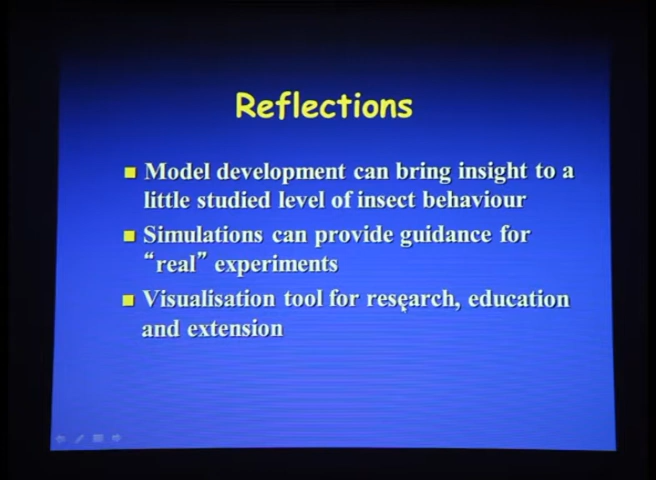 Reflections
Model development can bring insight to a
little studied level of insect behaviour
Simulations can provide guidance for
“real” experiments
Visualisation tool for research, education
and extension